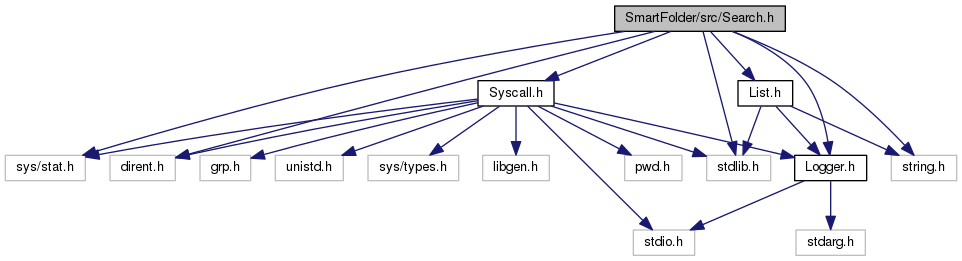 SmartFolder/src/Search.h
Syscall.h
List.h
sys/stat.h
dirent.h
grp.h
unistd.h
sys/types.h
libgen.h
pwd.h
stdlib.h
Logger.h
string.h
stdio.h
stdarg.h